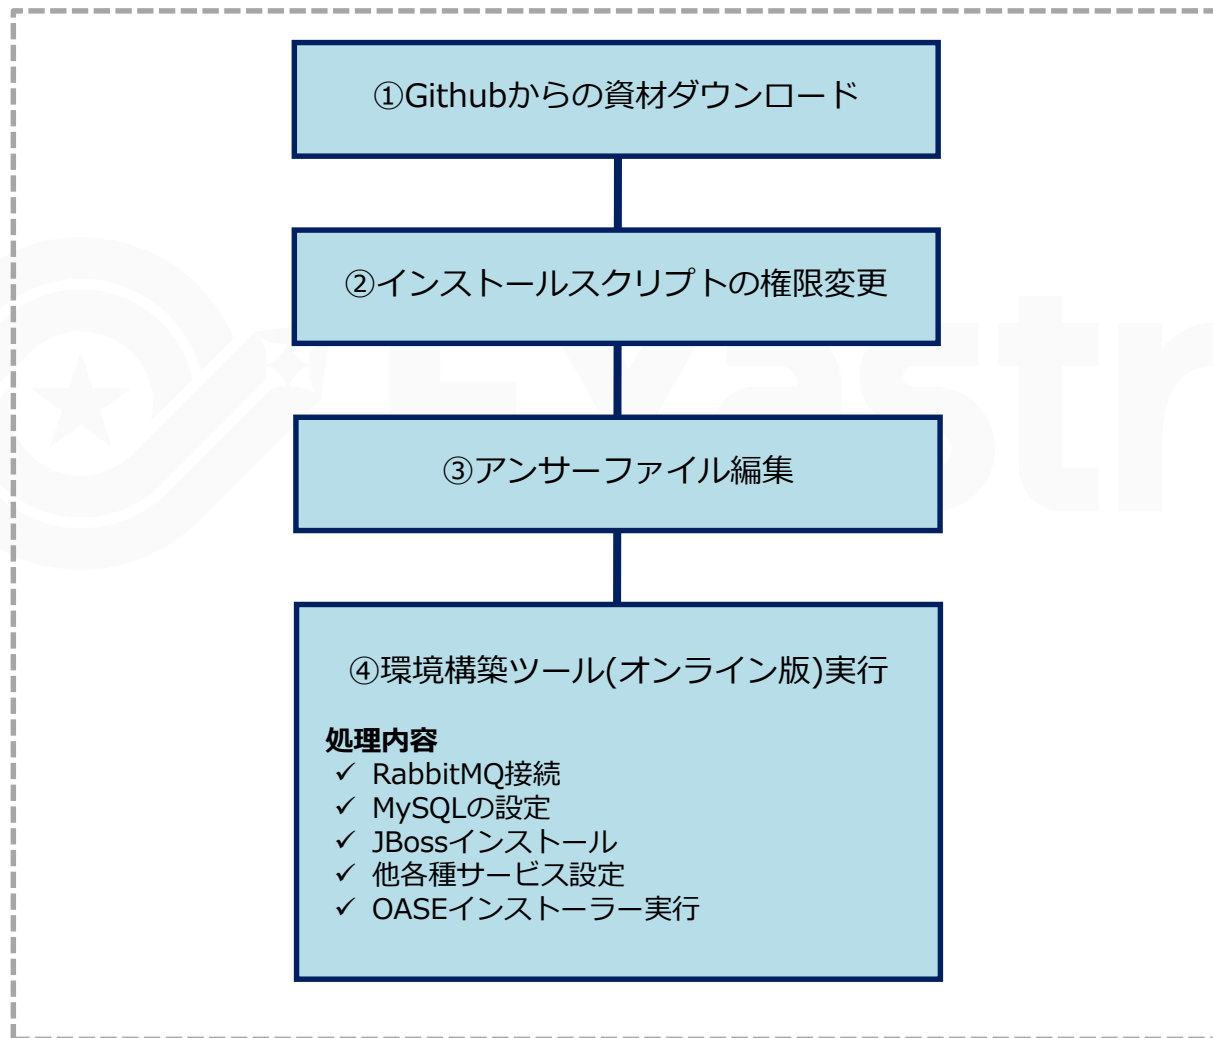 ①Githubからの資材ダウンロード
②インストールスクリプトの権限変更
③アンサーファイル編集
④環境構築ツール(オンライン版)実行
処理内容
✓ RabbitMQ接続
✓ MySQLの設定
✓ JBossインストール
✓ 他各種サービス設定
✓ OASEインストーラー実行